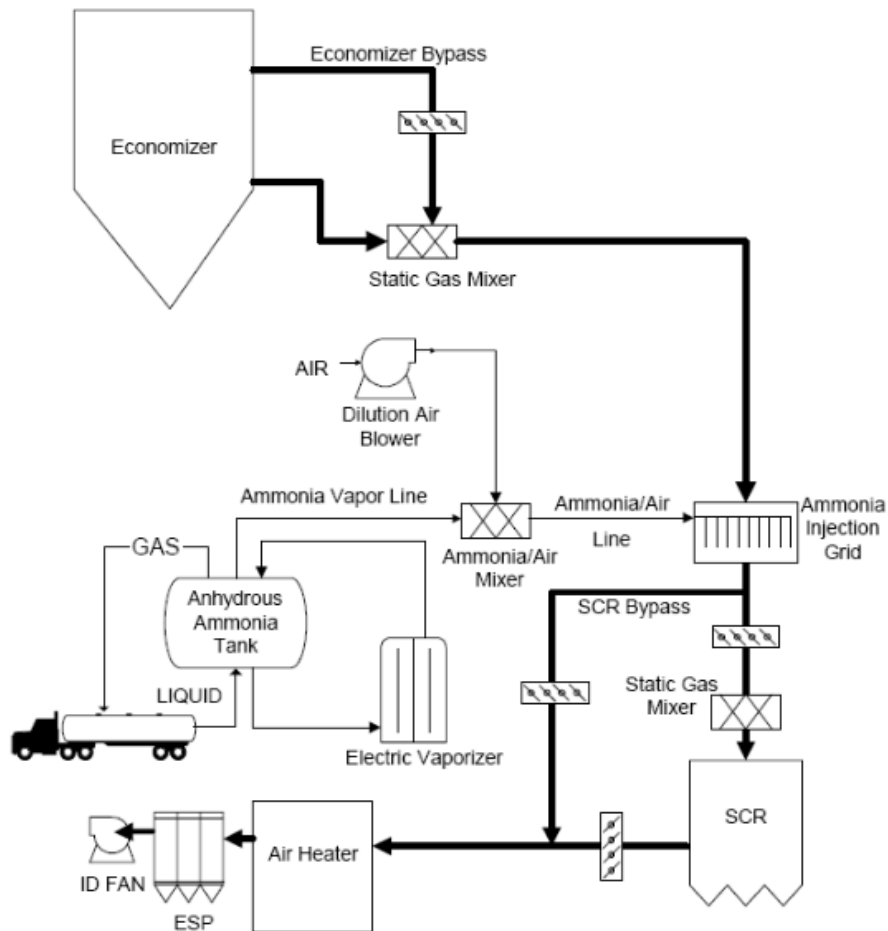 Economizer Bypass
Economizer
Static Gas Mixer
AIR
Dilution Air
Blower
Ammonia Vapor Line
Ammonia/Air
Line
Ammonia
Injection
Grid
Ammonia/Air
Mixer
GAS
SCR Bypass
Anhydrous
Ammonia
Tank
LIQUID
Static Gas
Mixer
Electric Vaporizer
SCR
Air Heater
ID FAN
ESP